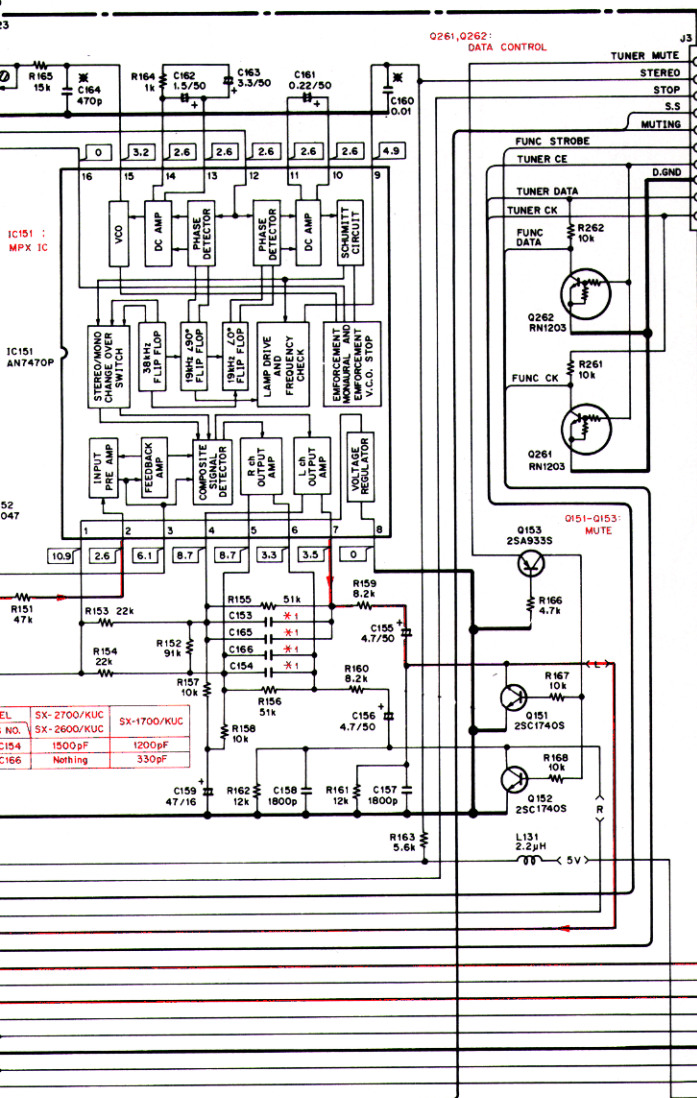 23
Q261,Q262:
DATA CONTROL
J3
TUNER MUTE
STEREO
STOP
S.S
MUTING
FUNC STROBE
TUNER CE
D.GND
TUNER DATA
TUNER CK
FUNC
DATA
R262
10k
Q262
RN1203
R261
10k
FUNC CK
Q261
RN1203
R165
15k
※
C164
470p
R164
1k
C162
1.5/50
+
C163
3.3/50
+
C161
0.22/50
+
※
C160
0.01
0
3.2
2.6
2.6
2.6
2.6
2.6
4.9
16
15
14
13
12
11
10
9
IC151 :
MPX IC
VCO
DC AMP
PHASE
DETECTOR
PHASE
DETECTOR
DC AMP
SCHUMITT
CIRCUIT
IC151
AN7470P
STEREO/MONO
CHANGE OVER
SWITCH
38kHz
FLIP FLOP
19kHz ∠90°
FLIP FLOP
19kHz ∠0°
FLIP FLOP
LAMP DRIVE
AND
FREQUENCY
CHECK
EMFORCEMENT
MONAURAL AND
EMFORCEMENT
V.C.O. STOP
INPUT
PRE AMP
FEEDBACK
AMP
COMPOSITE
SIGNAL
DETECTOR
R ch
OUTPUT
AMP
L ch
OUTPUT
AMP
VOLTAGE
REGULATOR
52
047
1
2
3
4
5
6
7
8
10.9
2.6
6.1
8.7
8.7
3.3
3.5
0
Q151-Q153:
MUTE
Q153
2SA933S
R166
4.7k
R151
47k
R153 22k
R154
22k
R152
91k
R155
51k
C153
※1
C165
※1
C166
※1
C154
※1
R156
51k
R157
10k
R158
10k
R159
8.2k
+
C155
4.7/50
R160
8.2k
+
C156
4.7/50
L
R167
10k
Q151
2SC1740S
R168
10k
Q152
2SC1740S
R
EL
SX-2700/KUC
SX-1700/KUC
S NO.
SX-2600/KUC
C154
1500pF
1200pF
C166
Nothing
330pF
+
C159
47/16
R162
12k
C158
1800p
R161
12k
C157
1800p
R163
5.6k
L131
2.2μH
5V